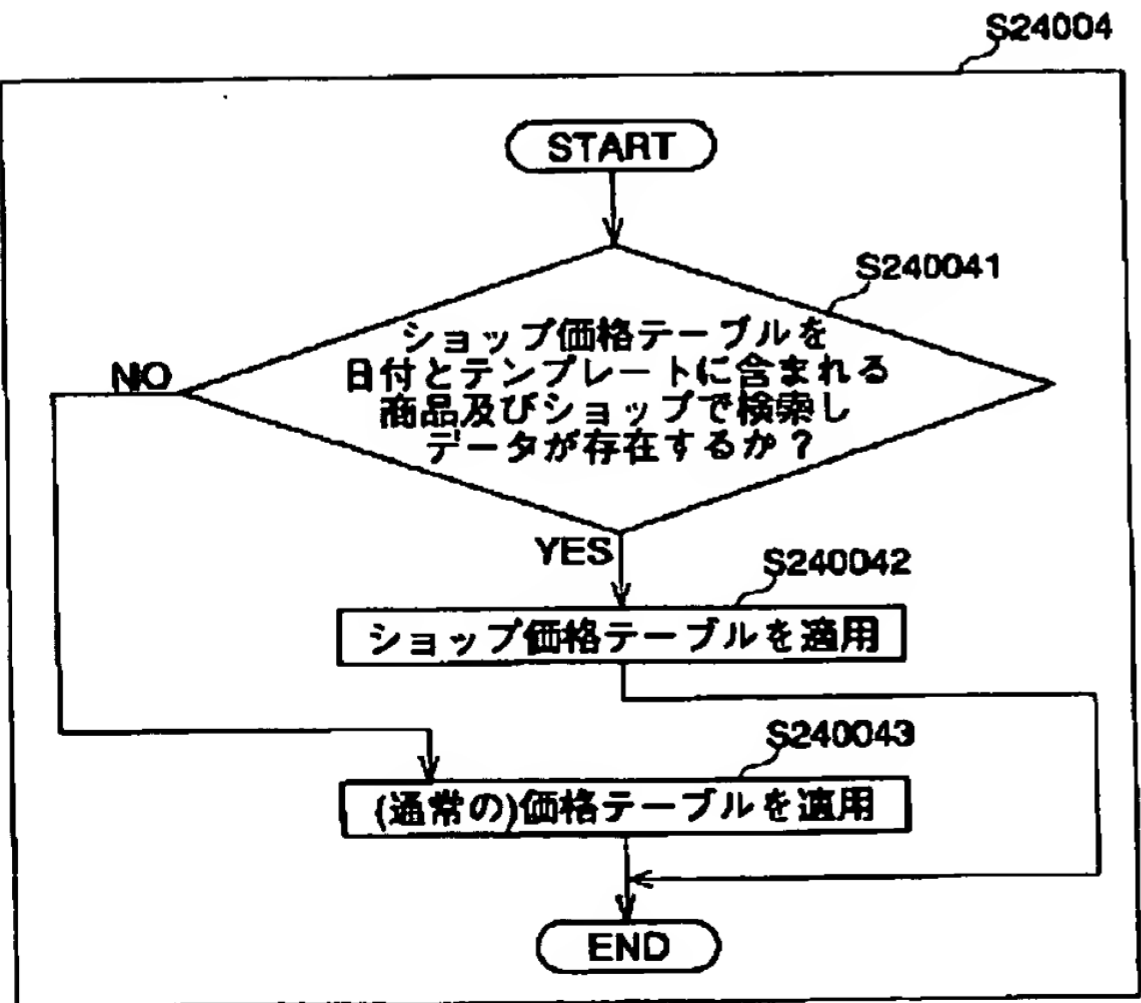 S24004
START
S240041
ショップ価格テーブルを
日付とテンプレートに含まれる
商品及びショップで検索し
データが存在するか？
NO
YES
S240042
ショップ価格テーブルを適用
S240043
(通常の)価格テーブルを適用
END